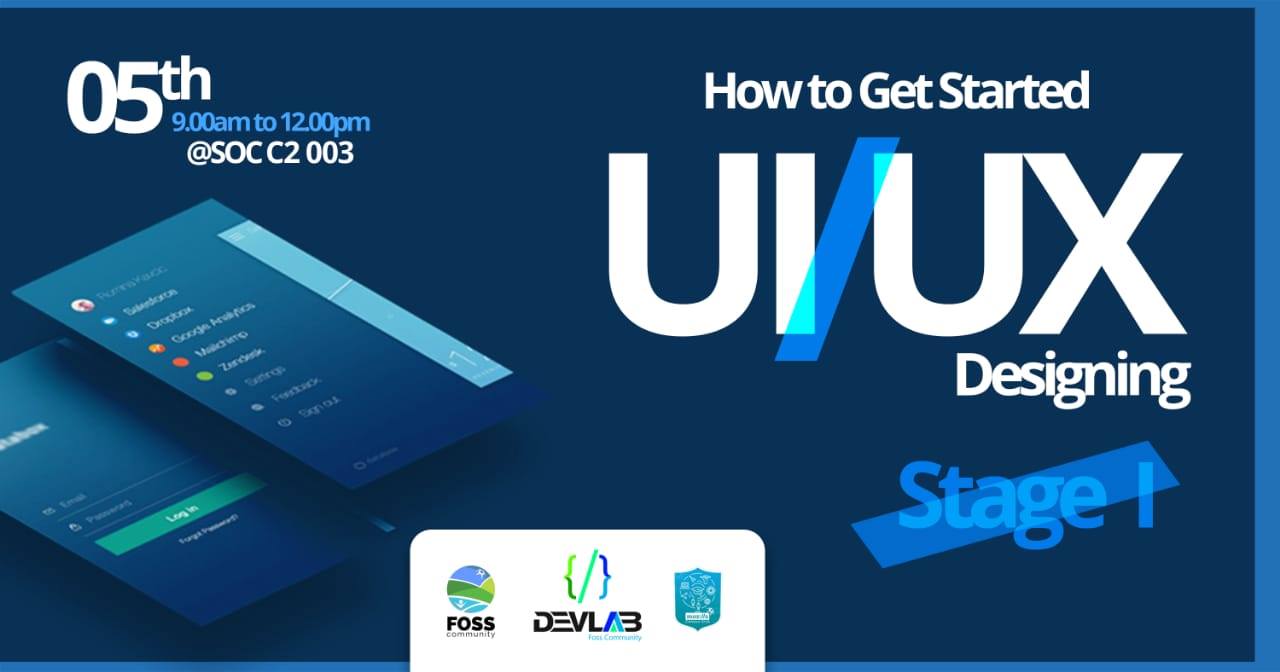 05th
9.00am to 12.00pm
@SOC C2 003
How to Get Started
UI/UX
Designing
Stage I
Salesforce
Dropbox
Google Analytics
Mailchimp
Zendesk
Settings
Feedback
Sign out
Email
Password
Log in
Forgot Password?
FOSS
community
DEVLAB
Foss Community